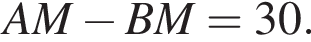 AM − BM = 30.